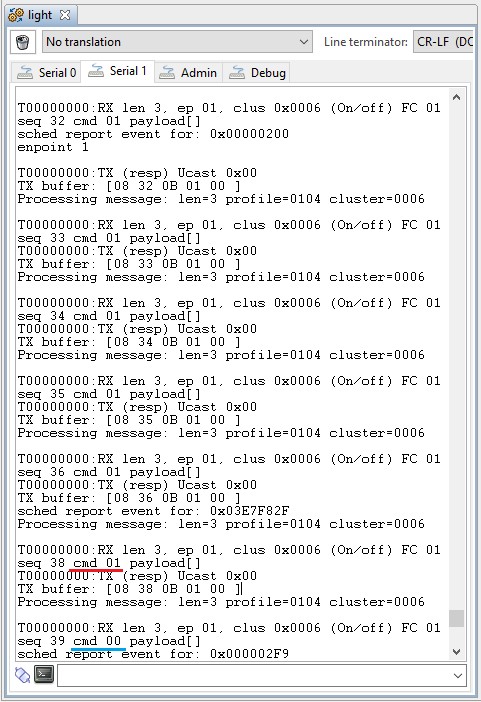 light
No translation
Line terminator:
CR-LF (DO
Serial 0
Serial 1
Admin
Debug
T00000000:RX len 3, ep 01, clus 0x0006 (On/off) FC 01
seq 32 cmd 01 payload[]
sched report event for: 0x00000200
enpoint 1
T00000000:TX (resp) Ucast 0x00
TX buffer: [08 32 0B 01 00 ]
Processing message: len=3 profile=0104 cluster=0006
T00000000:RX len 3, ep 01, clus 0x0006 (On/off) FC 01
seq 33 cmd 01 payload[]
T00000000:TX (resp) Ucast 0x00
TX buffer: [08 33 0B 01 00 ]
Processing message: len=3 profile=0104 cluster=0006
T00000000:RX len 3, ep 01, clus 0x0006 (On/off) FC 01
seq 34 cmd 01 payload[]
T00000000:TX (resp) Ucast 0x00
TX buffer: [08 34 0B 01 00 ]
Processing message: len=3 profile=0104 cluster=0006
T00000000:RX len 3, ep 01, clus 0x0006 (On/off) FC 01
seq 35 cmd 01 payload[]
T00000000:TX (resp) Ucast 0x00
TX buffer: [08 35 0B 01 00 ]
Processing message: len=3 profile=0104 cluster=0006
T00000000:RX len 3, ep 01, clus 0x0006 (On/off) FC 01
seq 36 cmd 01 payload[]
T00000000:TX (resp) Ucast 0x00
TX buffer: [08 36 0B 01 00 ]
sched report event for: 0x03E7F82F
Processing message: len=3 profile=0104 cluster=0006
T00000000:RX len 3, ep 01, clus 0x0006 (On/off) FC 01
seq 38 cmd 01 payload[]
T00000000:TX (resp) Ucast 0x00
TX buffer: [08 38 0B 01 00 ]
Processing message: len=3 profile=0104 cluster=0006
T00000000:RX len 3, ep 01, clus 0x0006 (On/off) FC 01
seq 39 cmd 00 payload[]
sched report event for: 0x000002F9